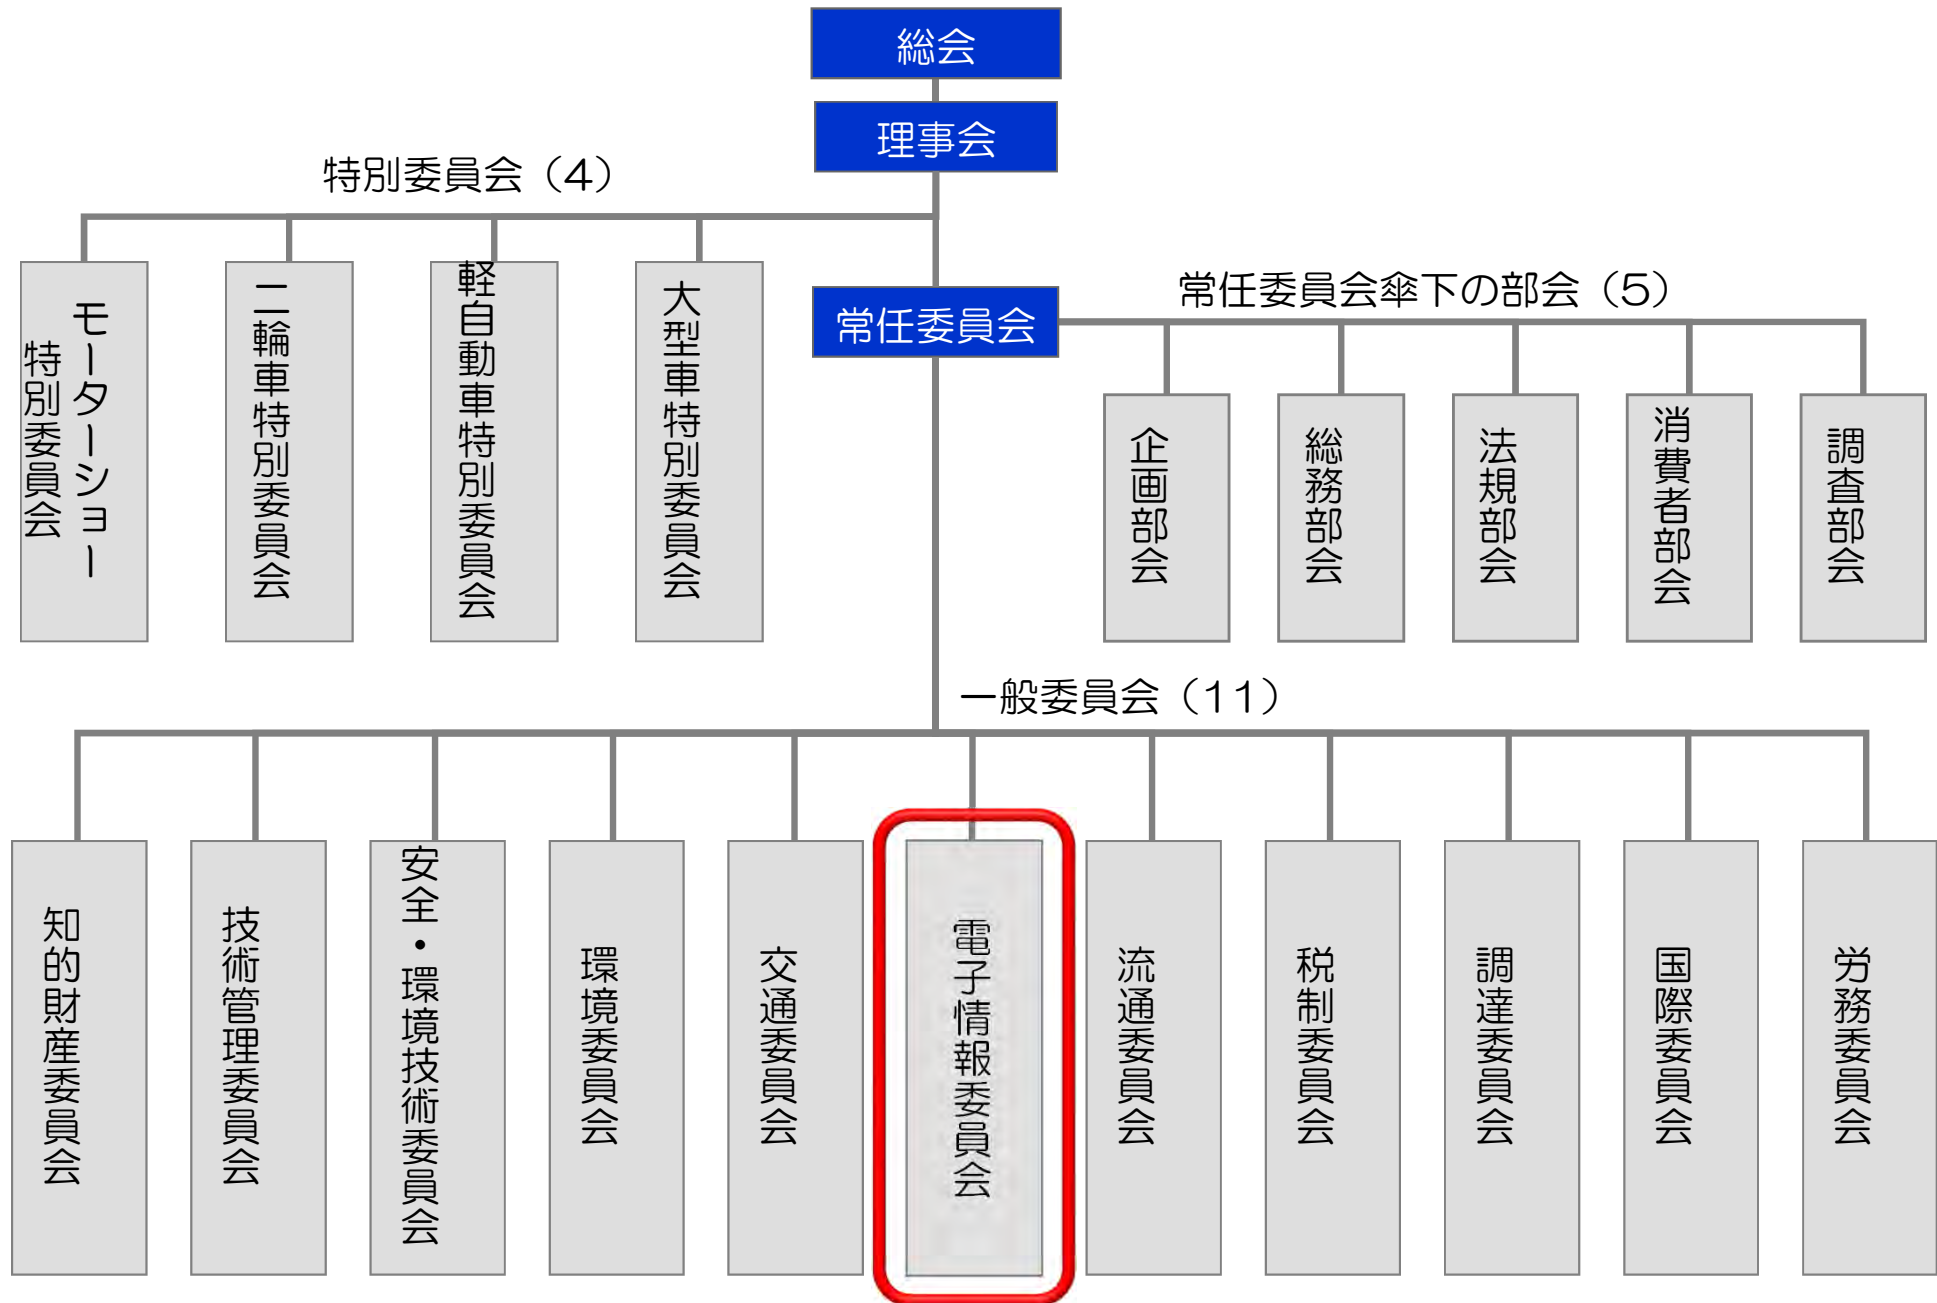 総会
理事会
特別委員会（4）
モーターショー
特別委員会
二輪車特別委員会
軽自動車特別委員会
大型車特別委員会
常任委員会
常任委員会傘下の部会（5）
企画部会
総務部会
法規部会
消費者部会
調査部会
一般委員会（11）
知的財産委員会
技術管理委員会
安全・環境技術委員会
環境委員会
交通委員会
電子情報委員会
流通委員会
税制委員会
調達委員会
国際委員会
労務委員会